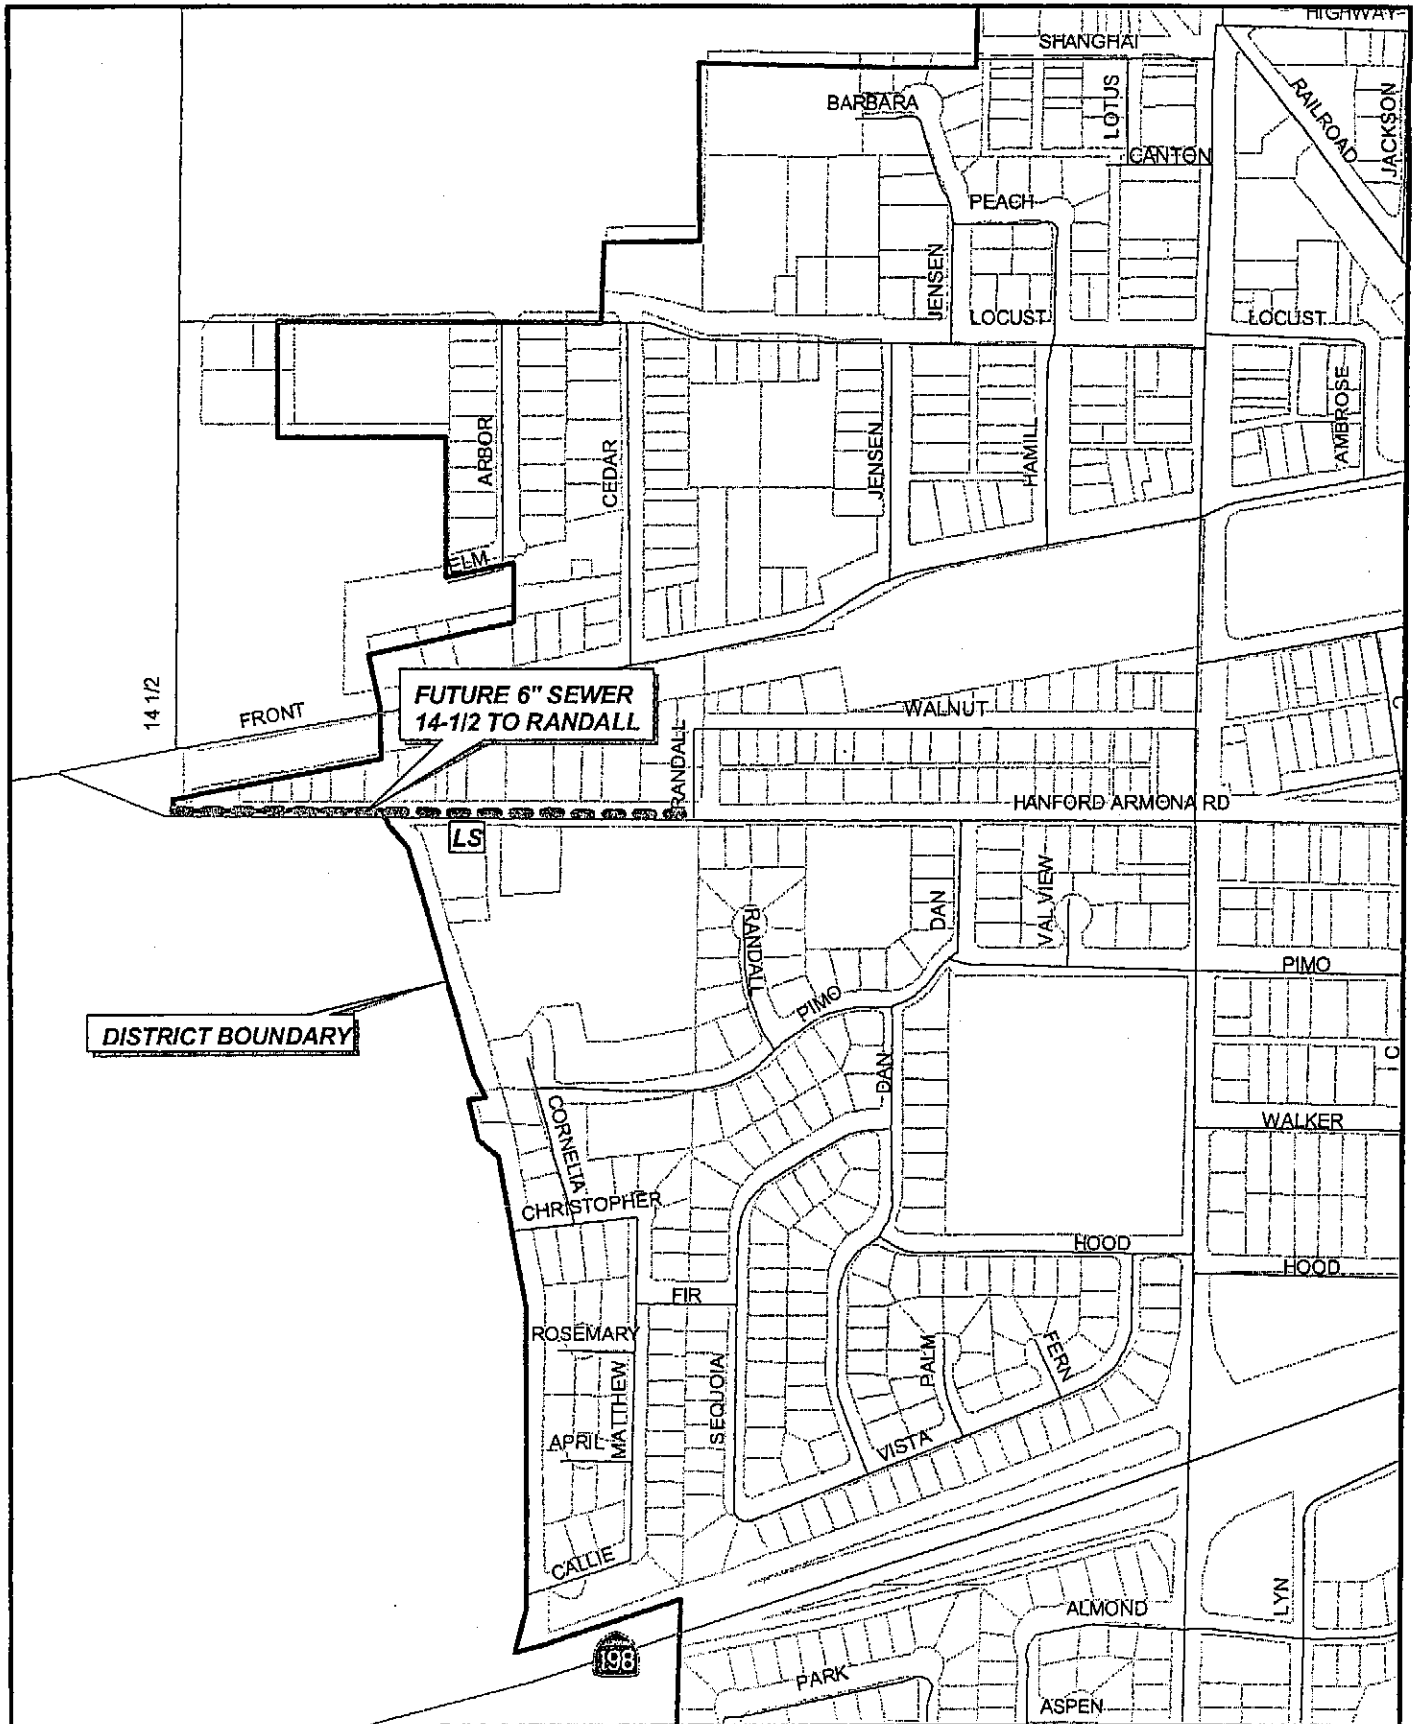 HIGHWAY
SHANGHAI
BARBARA
LOTUS
RAILROAD
JACKSON
CANTON
PEACH
JENSEN
LOCUST
LOCUST
AMBROSE
ARBOR
CEDAR
JENSEN
HAMILL
ELM
14 1/2
FRONT
FUTURE 6" SEWER
14-1/2 TO RANDALL
RANDALL
WALNUT
HANFORD ARMONA RD
LS
RANDALL
DAN
VAL VIEW
PIMO
PIMO
DISTRICT BOUNDARY
DAN
C
CORNELIA
WALKER
CHRISTOPHER
HOOD
HOOD
FIR
ROSEMARY
MATTHEW
SEQUOIA
PALM
FERN
APRIL
VISTA
CALLIE
LYN
ALMOND
198
PARK
ASPEN